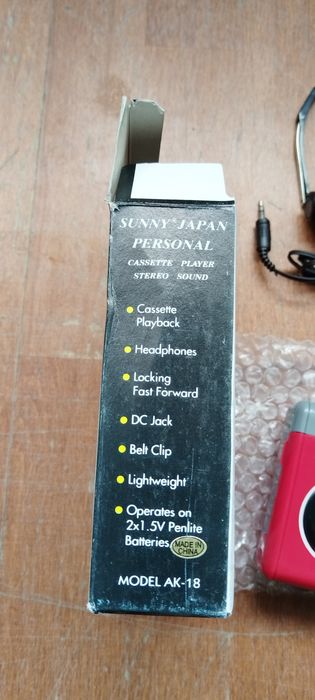 SUNNY® JAPAN
PERSONAL
CASSETTE PLAYER
STEREO SOUND
Cassette
Playback
Headphones
Locking
Fast Forward
DC Jack
Belt Clip
Lightweight
Operates on
2x1.5V Penlite
Batteries
MADE IN
CHINA
MODEL AK-18